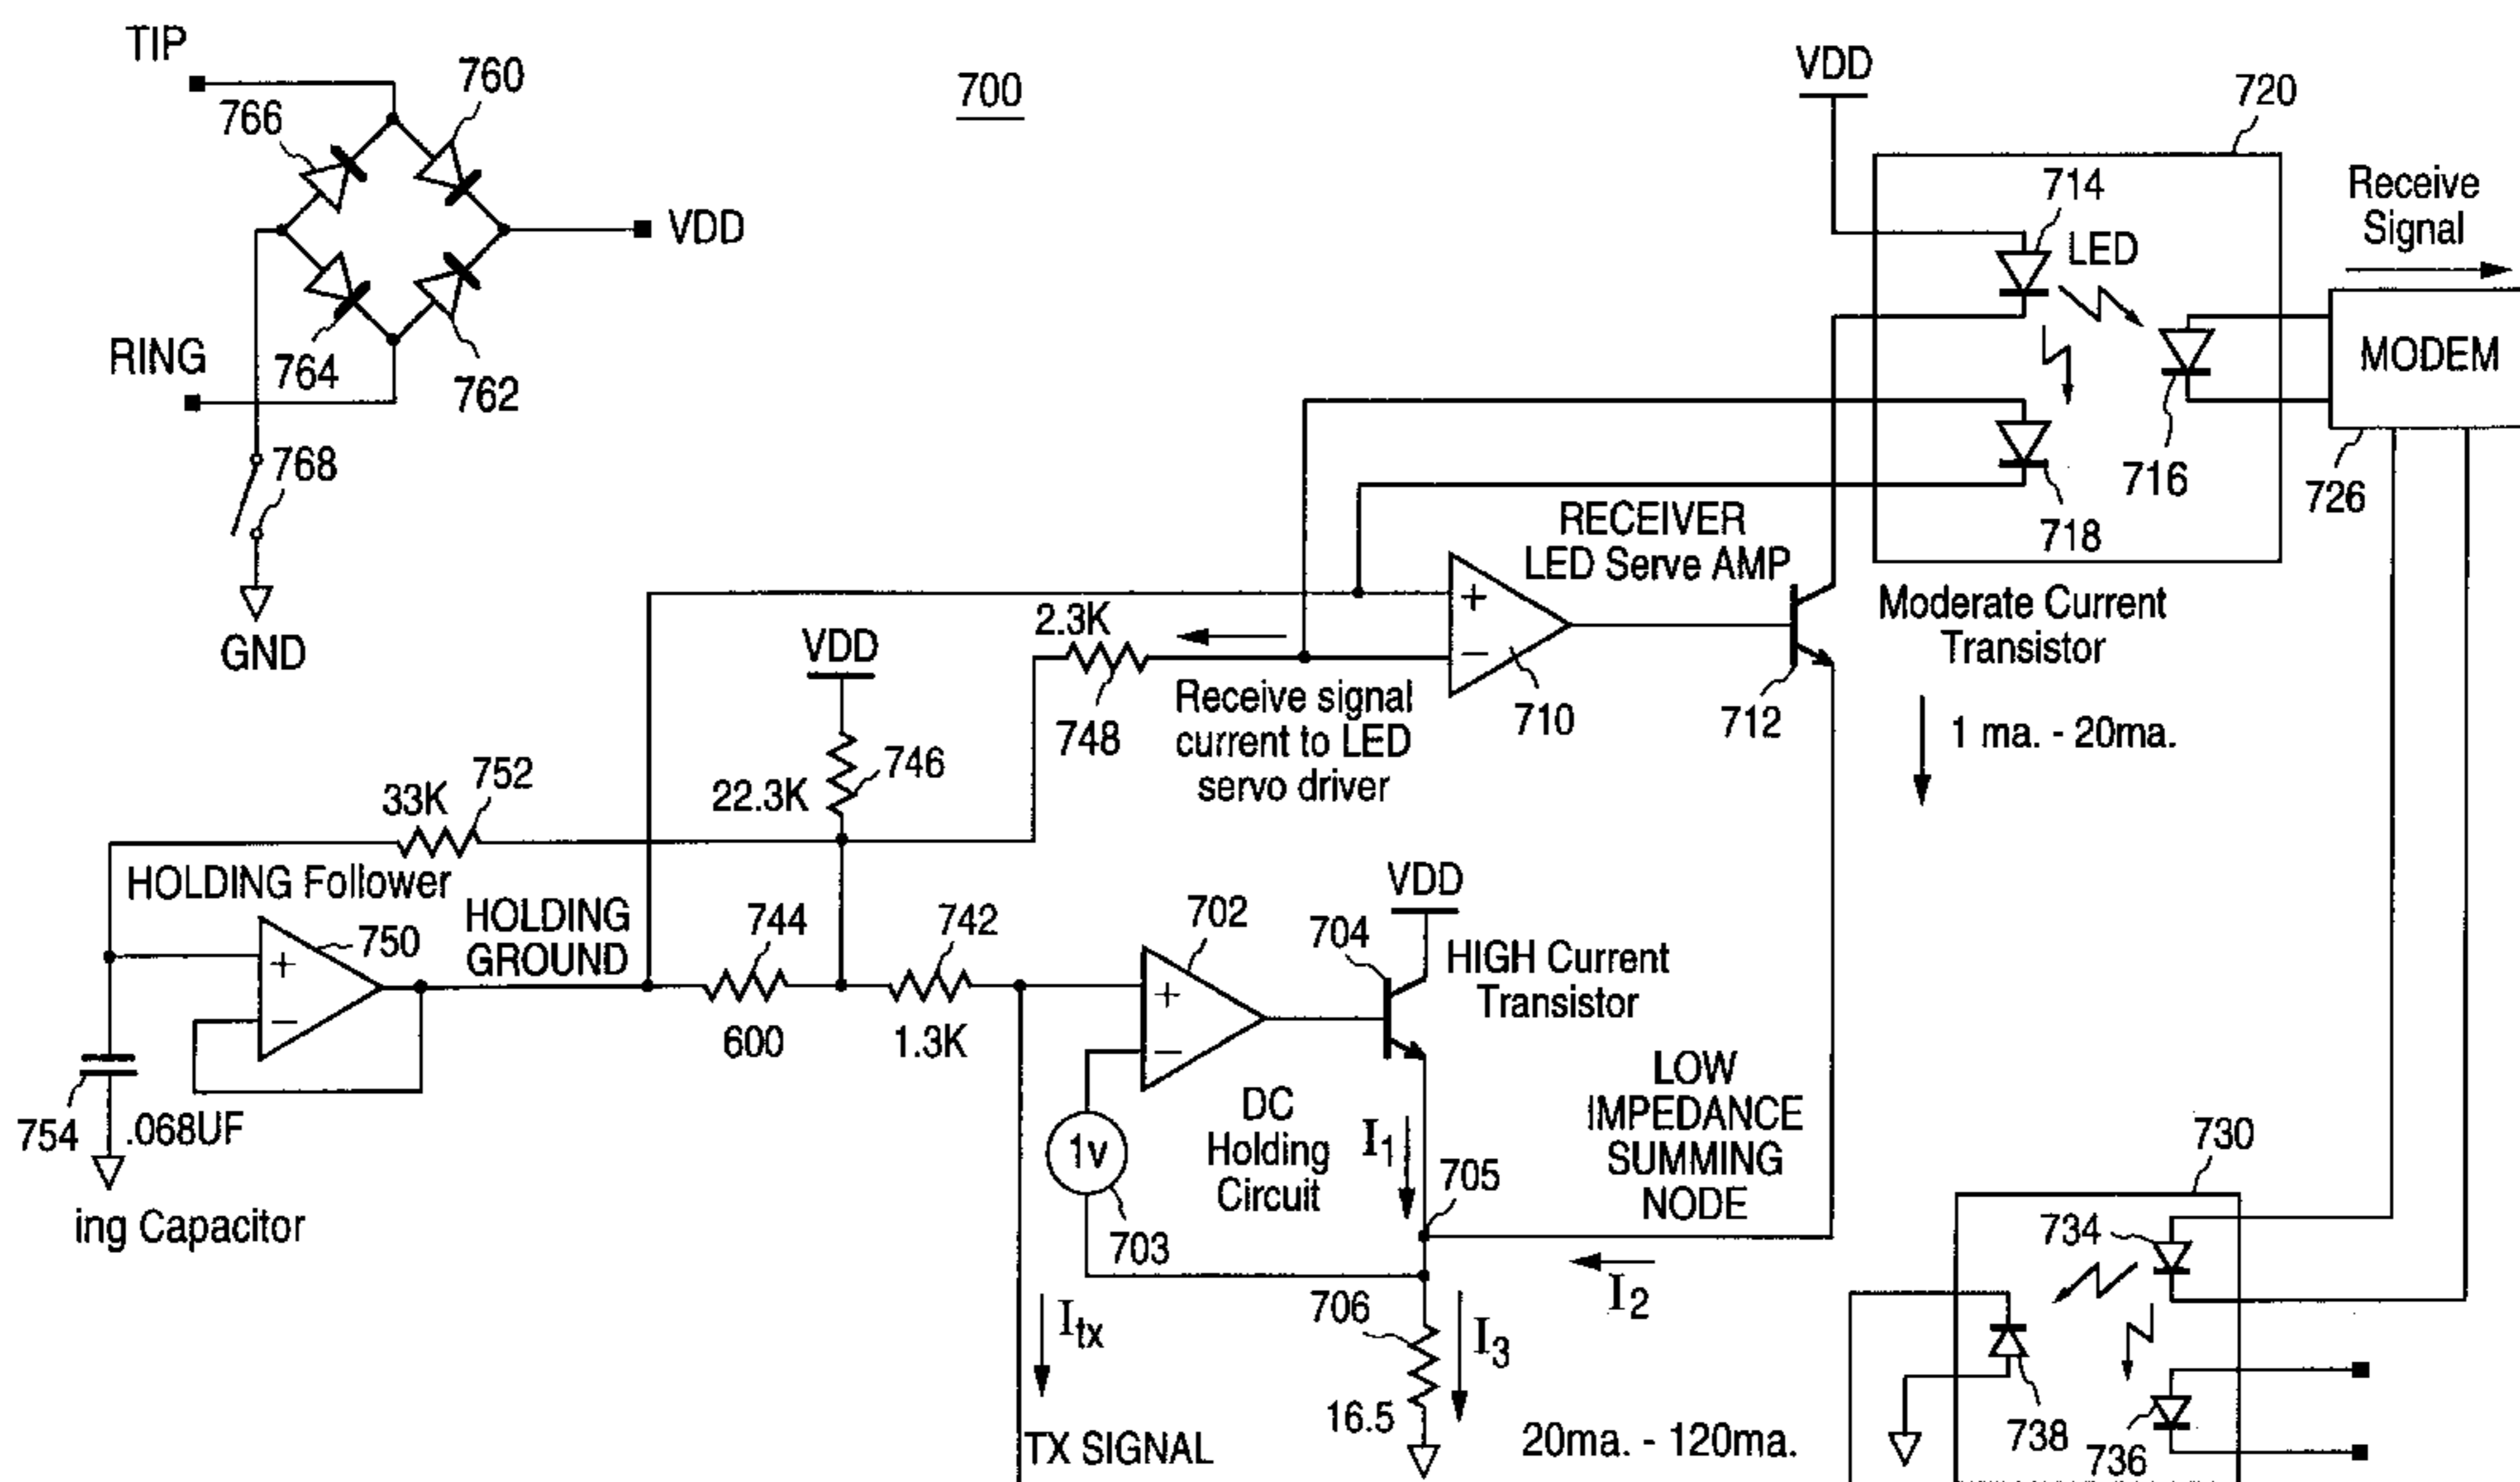 TIP
760
766
VDD
RING
764
762
768
GND
700
VDD
720
714
LED
Receive
Signal
MODEM
716
718
726
RECEIVER
LED Serve AMP
+
−
710
712
Moderate Current
Transistor
1 ma. - 20ma.
2.3K
748
Receive signal
current to LED
servo driver
VDD
22.3K
746
33K
752
HOLDING Follower
750
+
−
HOLDING
GROUND
744
600
742
1.3K
702
+
−
704
VDD
HIGH Current
Transistor
754
.068UF
ing Capacitor
1v
703
DC
Holding
Circuit
I1
705
LOW
IMPEDANCE
SUMMING
NODE
I2
Itx
TX SIGNAL
706
16.5
I3
20ma. - 120ma.
730
734
738
736